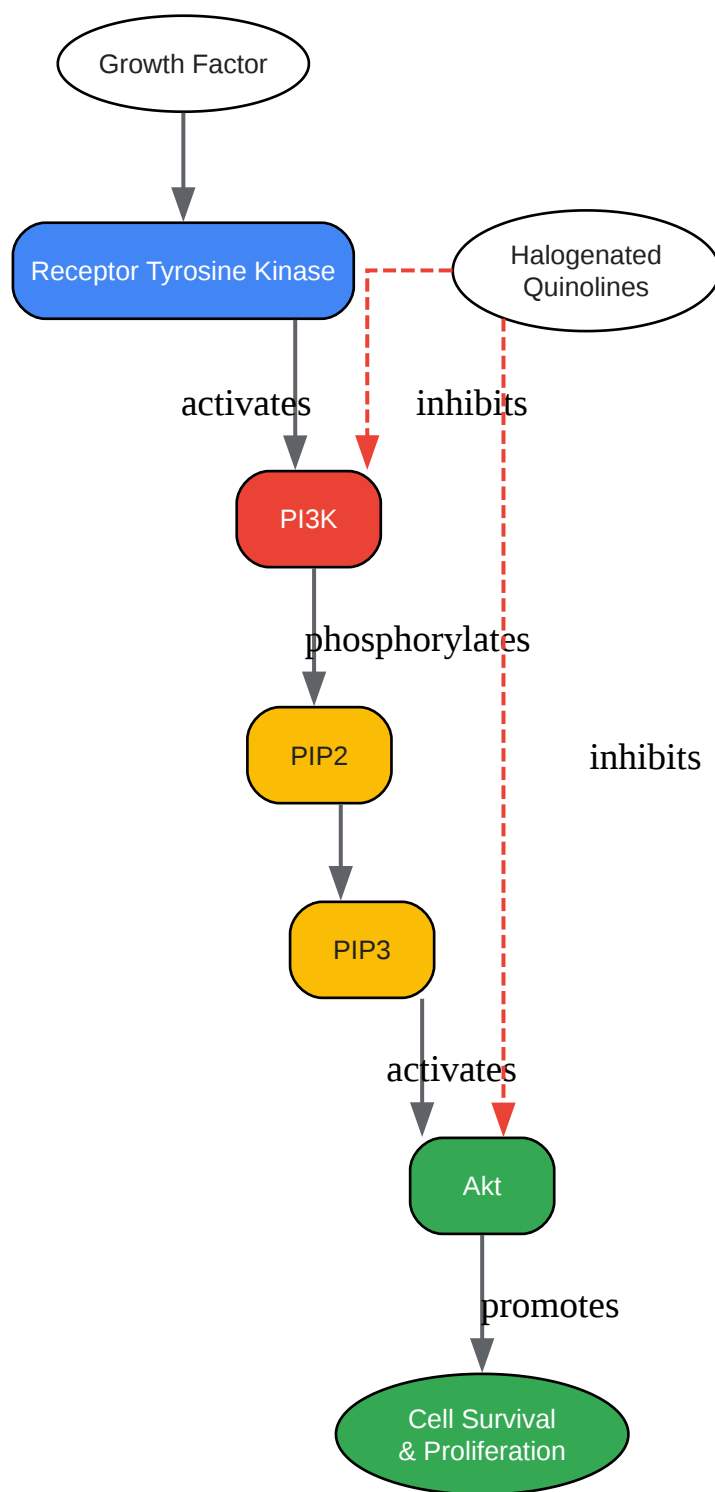 Growth Factor
Receptor Tyrosine Kinase
Halogenated
Quinolines
activates
inhibits
PI3K
phosphorylates
PIP2
inhibits
PIP3
activates
Akt
promotes
Cell Survival
& Proliferation